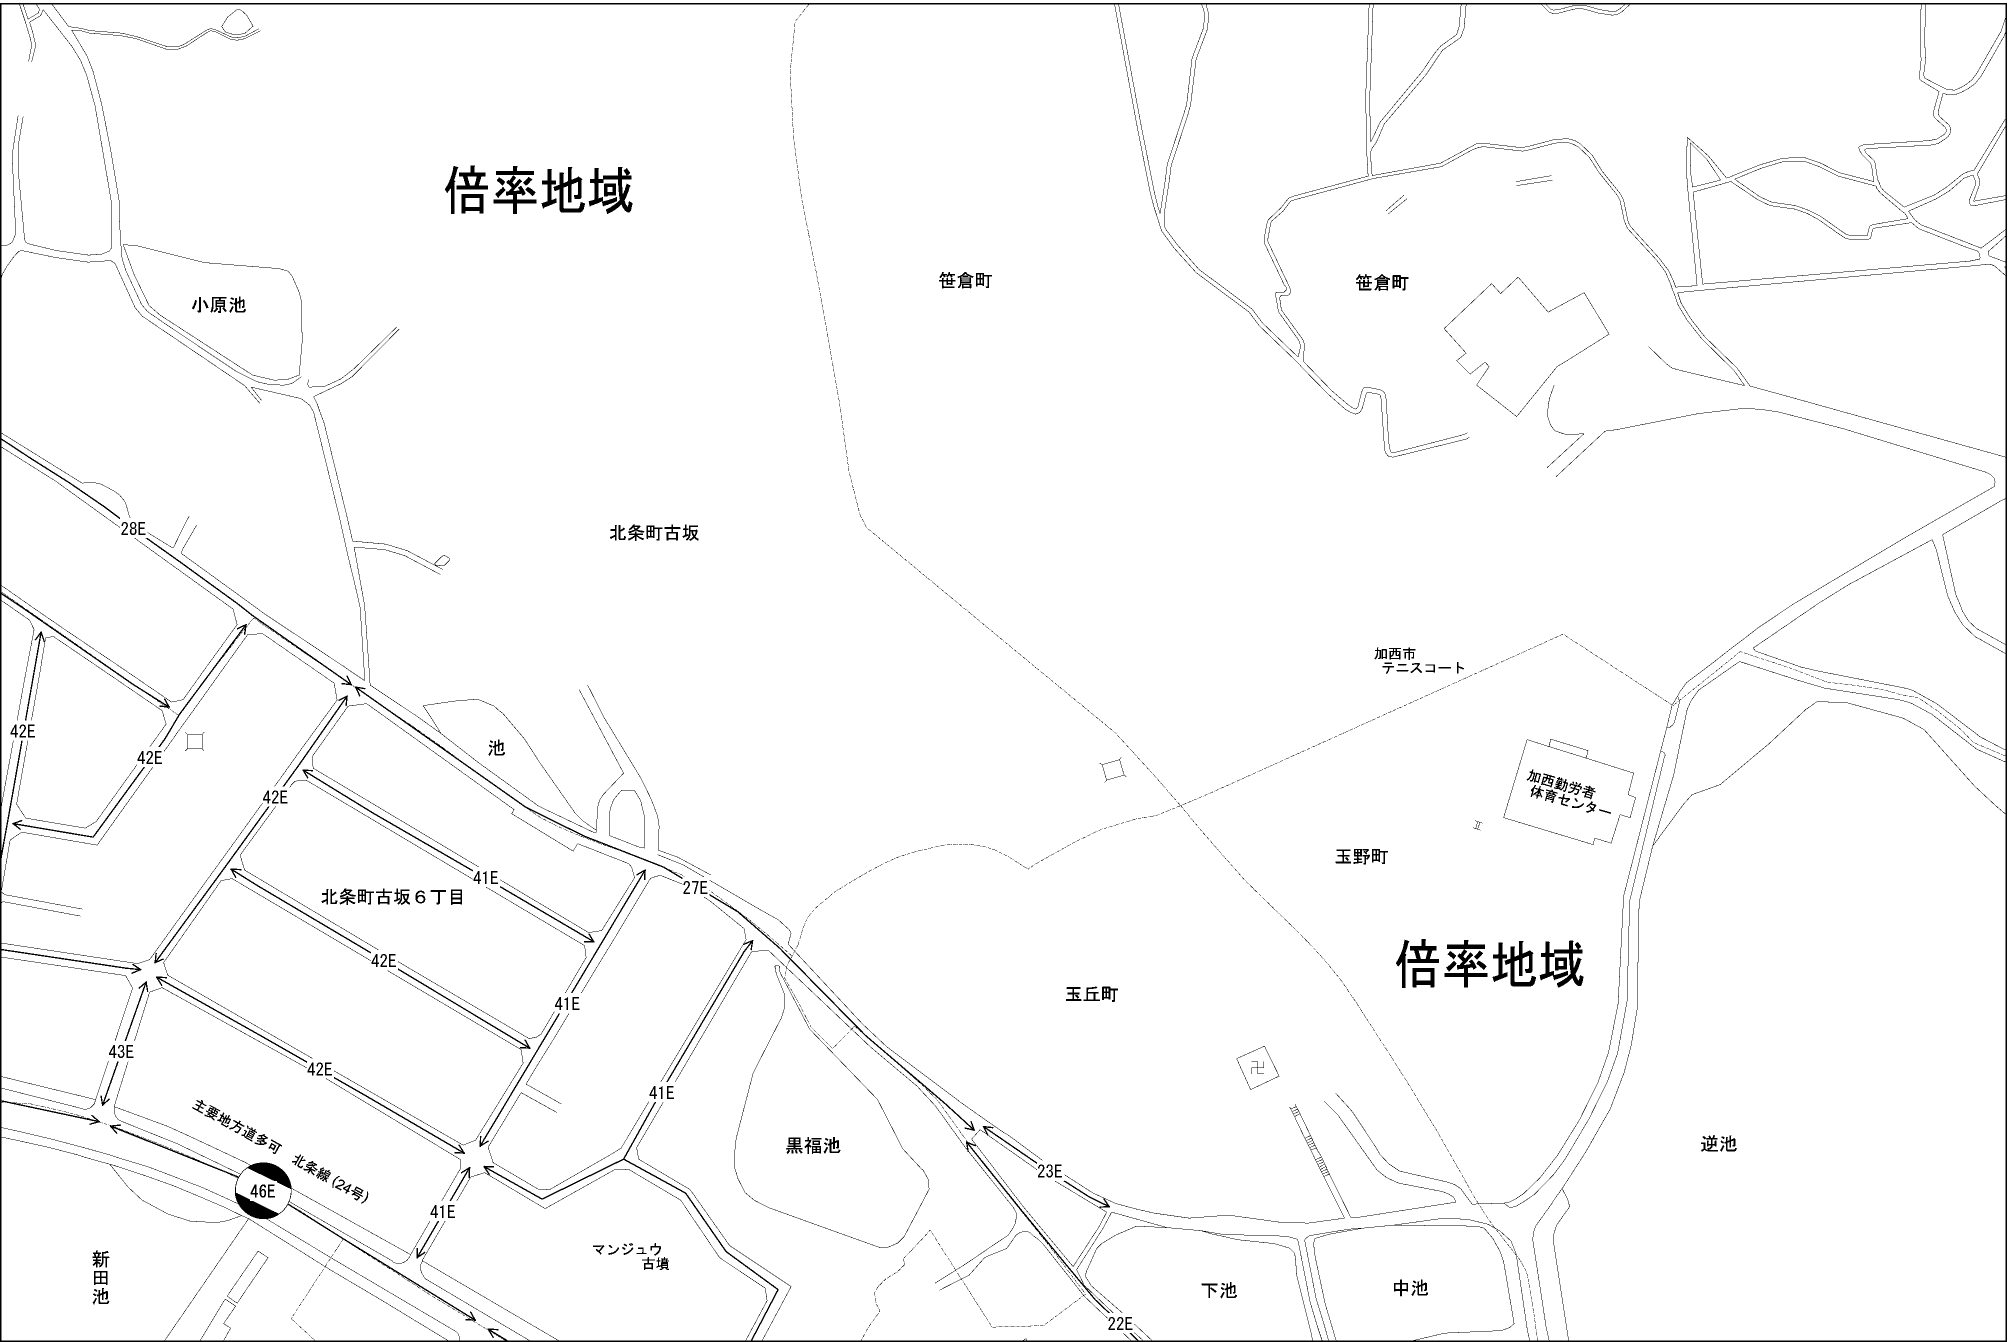 倍率地域
笹倉町
笹倉町
小原池
北条町古坂
28E
加西市
テニスコート
42E
池
42E
加西勤労者
体育センター
42E
玉野町
41E
27E
北条町古坂６丁目
42E
倍率地域
玉丘町
41E
43E
42E
卍
41E
主要地方道多可　北条線(24号)
黒福池
逆池
23E
46E
41E
マンジュウ
古墳
新田池
下池
中池
22E